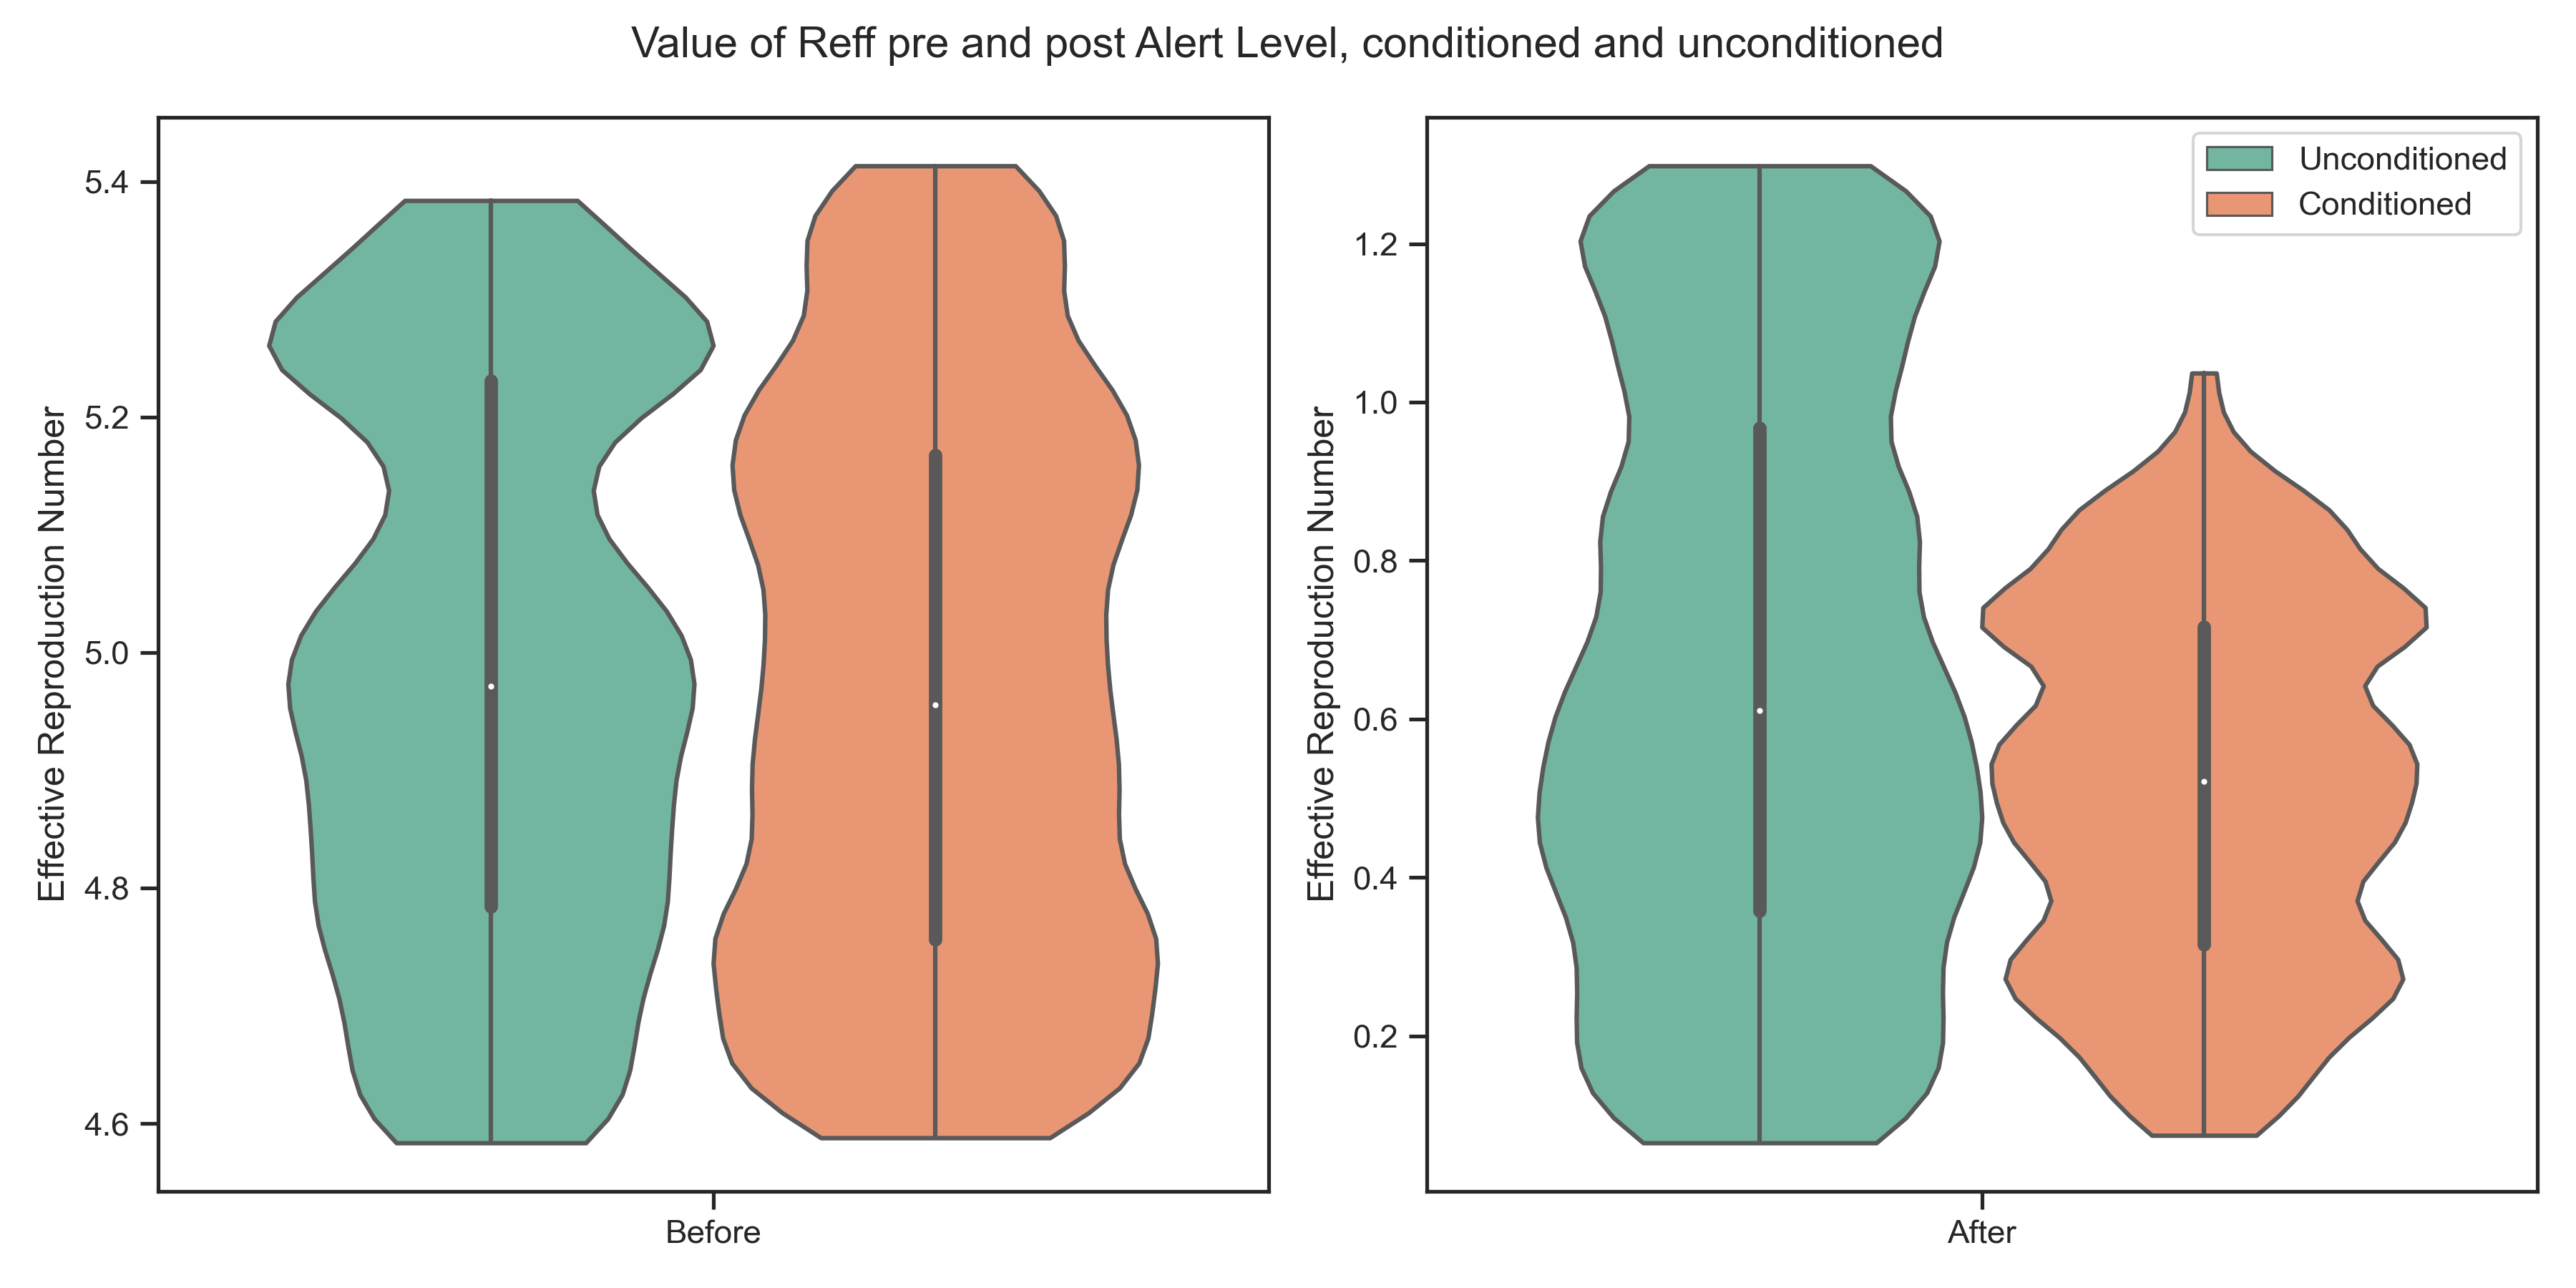 Value of Reff pre and post Alert Level, conditioned and unconditioned
Effective Reproduction Number
5.4
5.2
5.0
4.8
4.6
Before
Effective Reproduction Number
1.2
1.0
0.8
0.6
0.4
0.2
After
Unconditioned
Conditioned